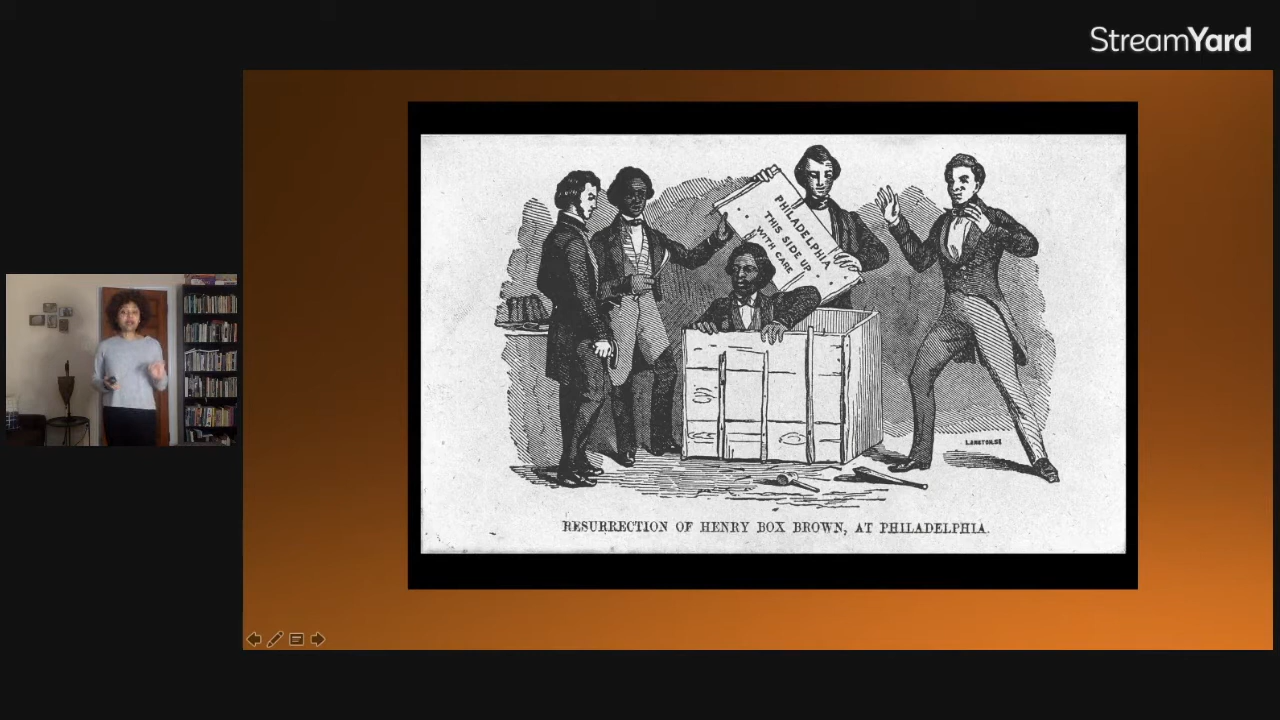 StreamYard
PHILADELPHIA
THIS SIDE UP
WITH CARE
RESURRECTION OF HENRY BOX BROWN, AT PHILADELPHIA.